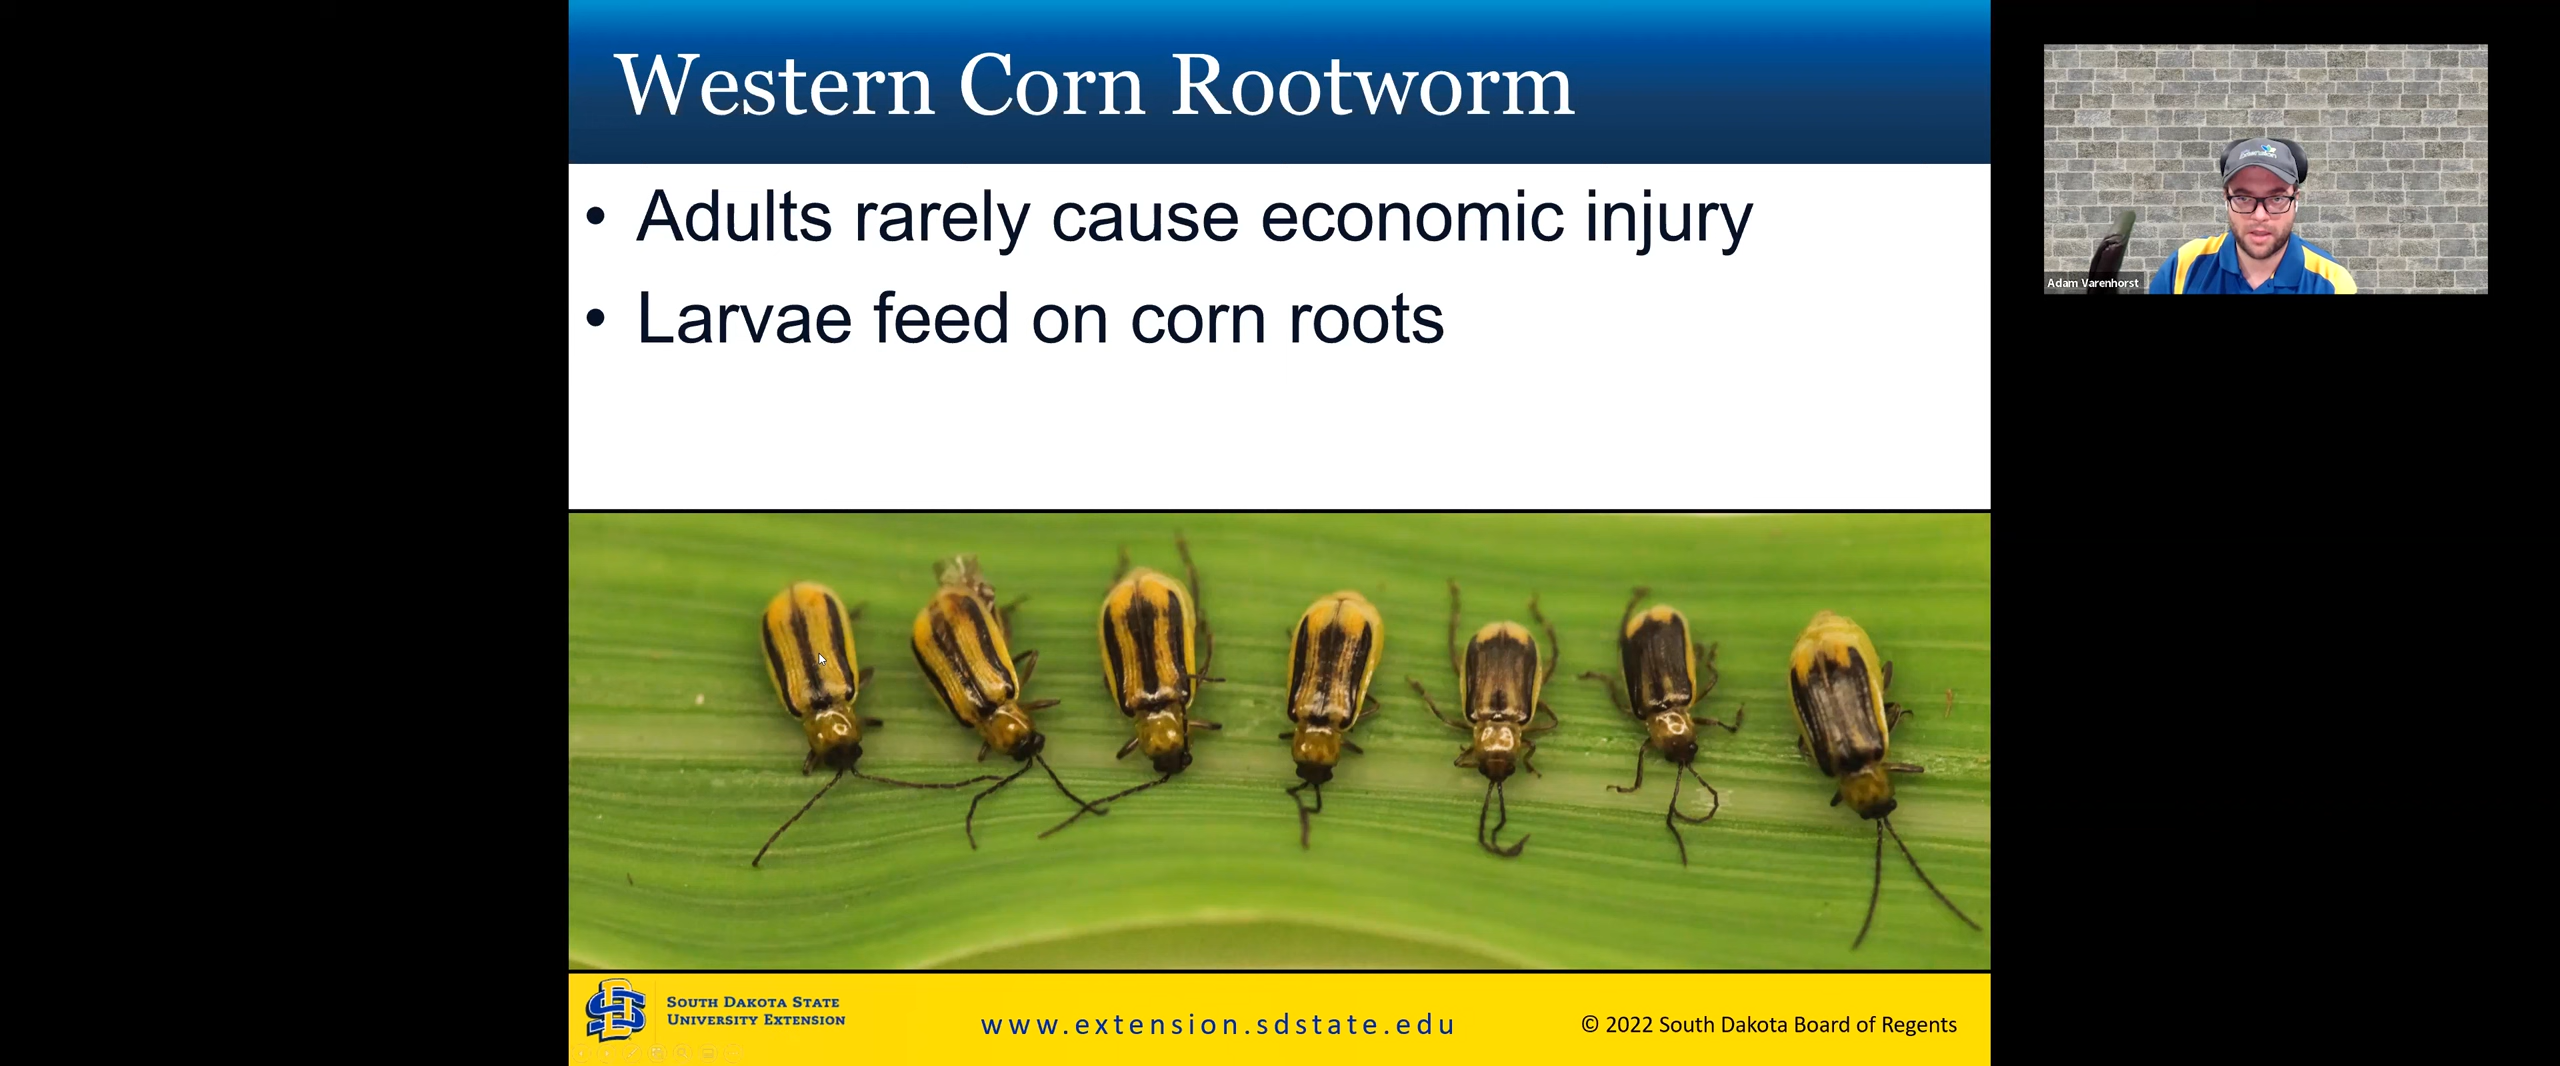 Western Corn Rootworm
• Adults rarely cause economic injury
• Larvae feed on corn roots
SOUTH DAKOTA STATE
UNIVERSITY EXTENSION
www.extension.sdstate.edu
© 2022 South Dakota Board of Regents
Extension
Adam Varenhorst